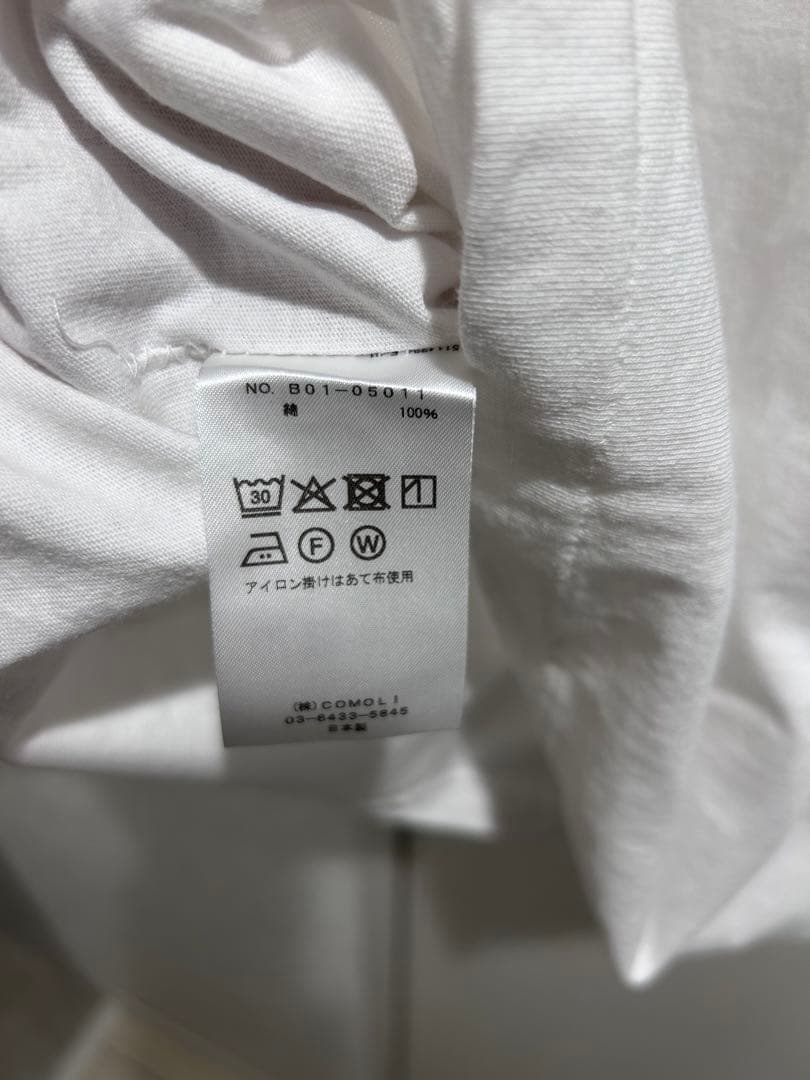 NO. B01-05011
綿 100%
30
F W
アイロン掛けはあて布使用
(株)COMOLI
03-6433-5645
日本製